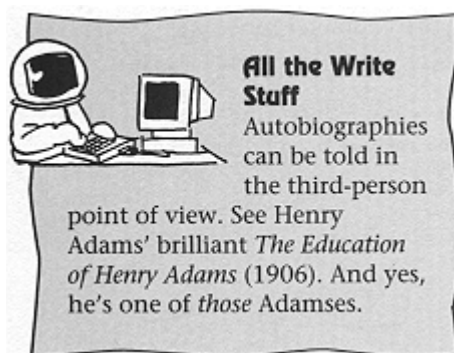 All the Write
Stuff
Autobiographies
can be told in
the third-person
point of view. See Henry
Adams' brilliant The Education
of Henry Adams (1906). And yes,
he's one of those Adamses.